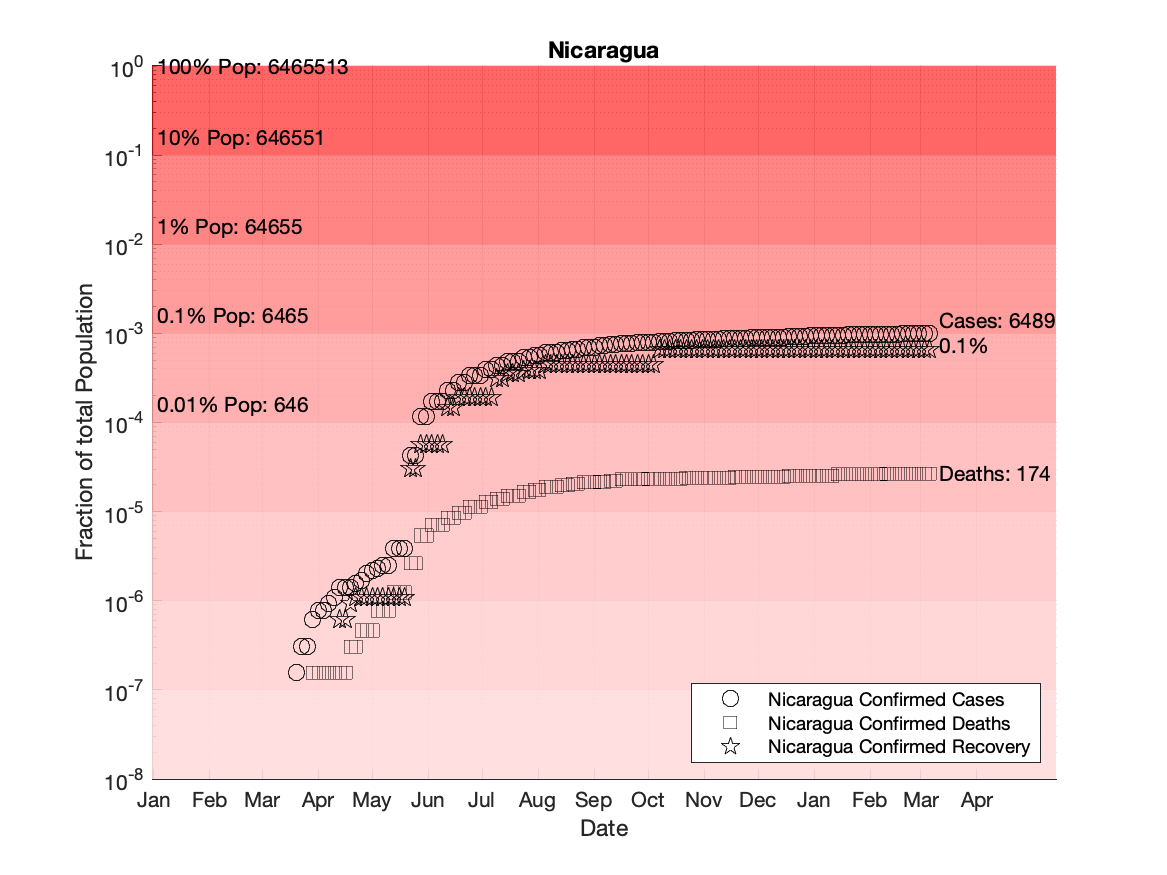 Nicaragua
10^0
100% Pop: 6465513
10% Pop: 646551
10^-1
1% Pop: 64655
10^-2
0.1% Pop: 6465
Cases: 6489
10^-3
0.1%
0.01% Pop: 646
10^-4
Deaths: 174
10^-5
10^-6
10^-7
10^-8
Fraction of total Population
Nicaragua Confirmed Cases
Nicaragua Confirmed Deaths
Nicaragua Confirmed Recovery
Jan Feb Mar Apr May Jun Jul Aug Sep Oct Nov Dec Jan Feb Mar Apr
Date